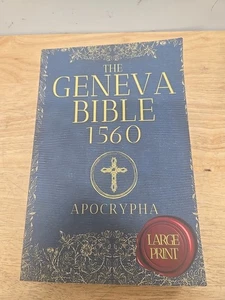 THE
GENEVA
BIBLE
1560
APOCRYPHA
LARGE
PRINT